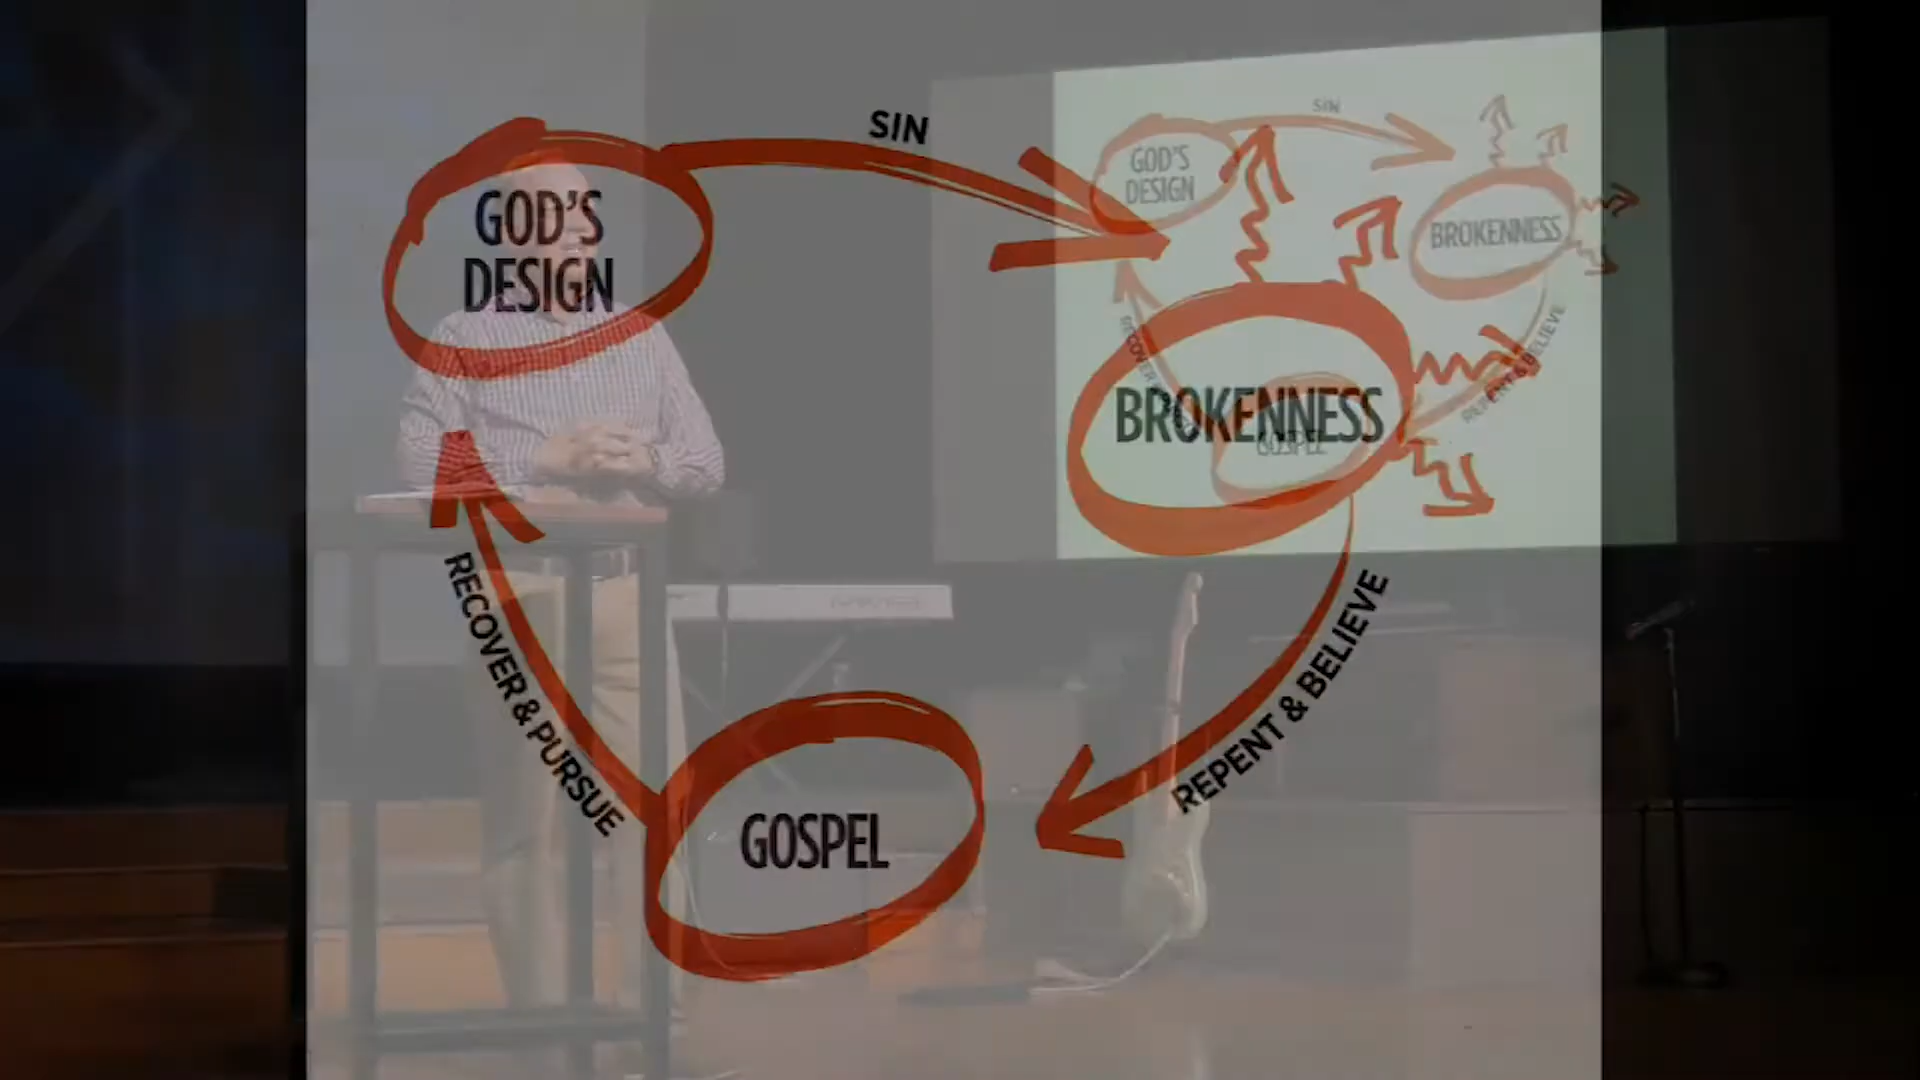 SIN
GOD'S
DESIGN
BROKENNESS
REPENT & BELIEVE
GOSPEL
RECOVER & PURSUE
SIN
GOD'S
DESIGN
BROKENNESS
REPENT & BELIEVE
GOSPEL